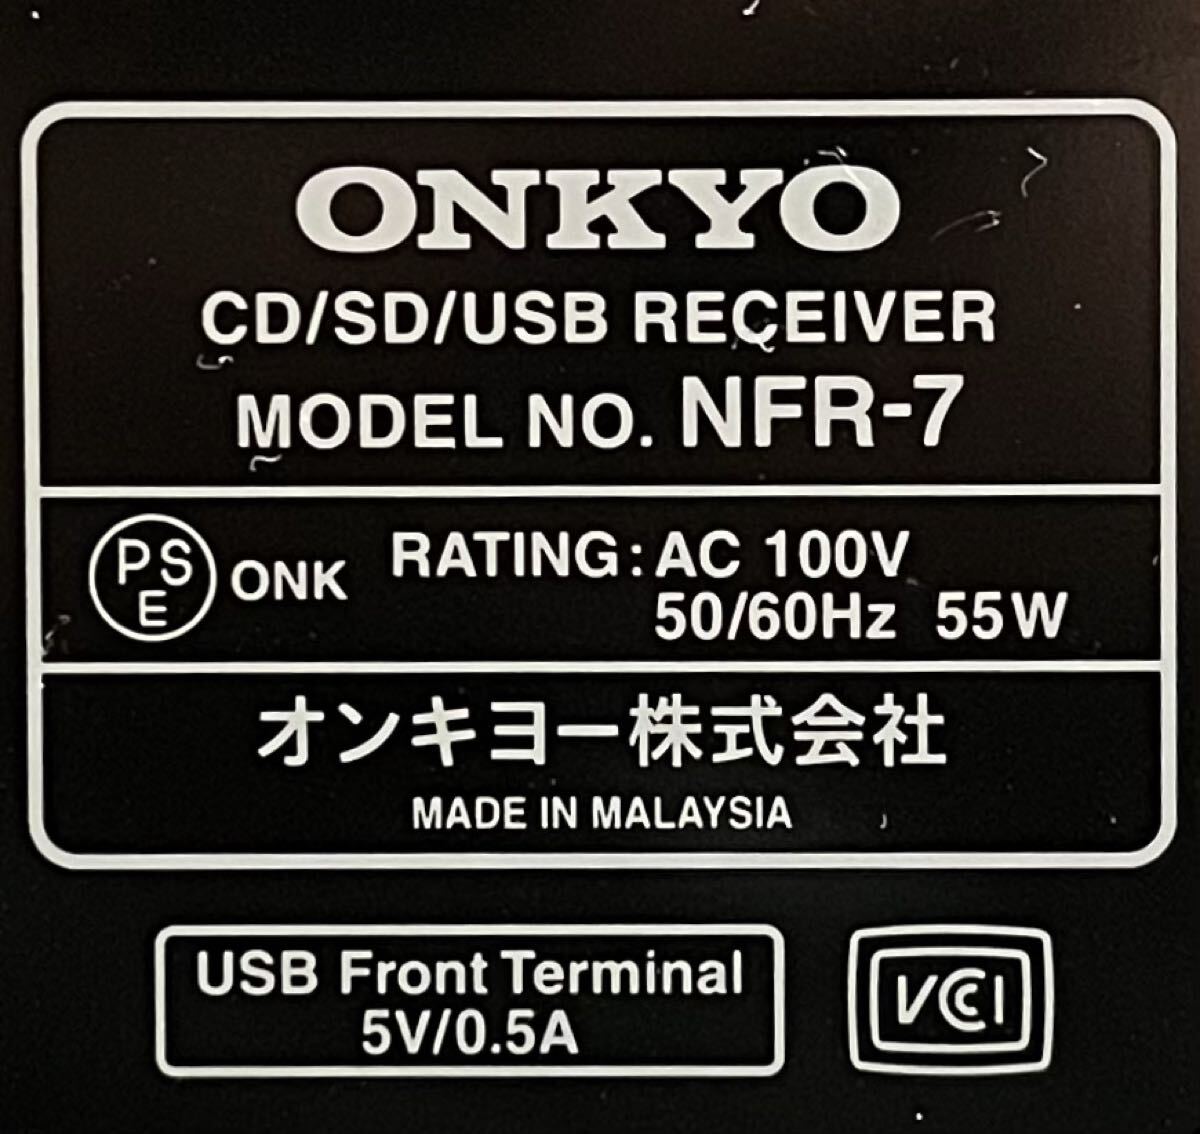 ONKYO
CD/SD/USB RECEIVER
MODEL NO. NFR-7
PSE ONK RATING: AC 100V
50/60Hz 55W
オンキヨー株式会社
MADE IN MALAYSIA
USB Front Terminal
5V/0.5A
VCCI